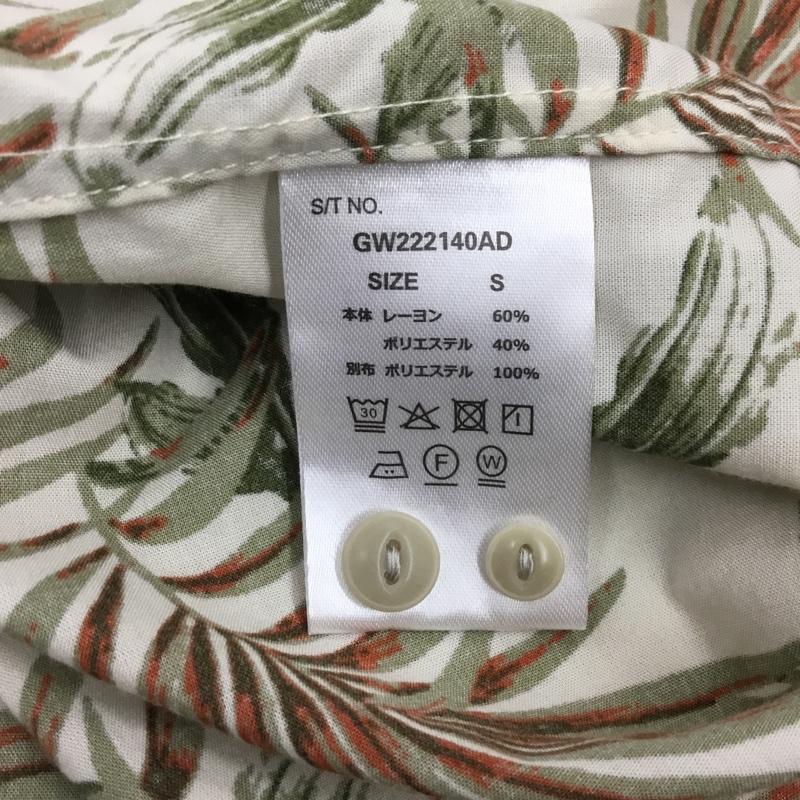 S/T NO.
GW222140AD
SIZE S
本体 レーヨン 60%
ポリエステル 40%
別布 ポリエステル 100%
30
F W